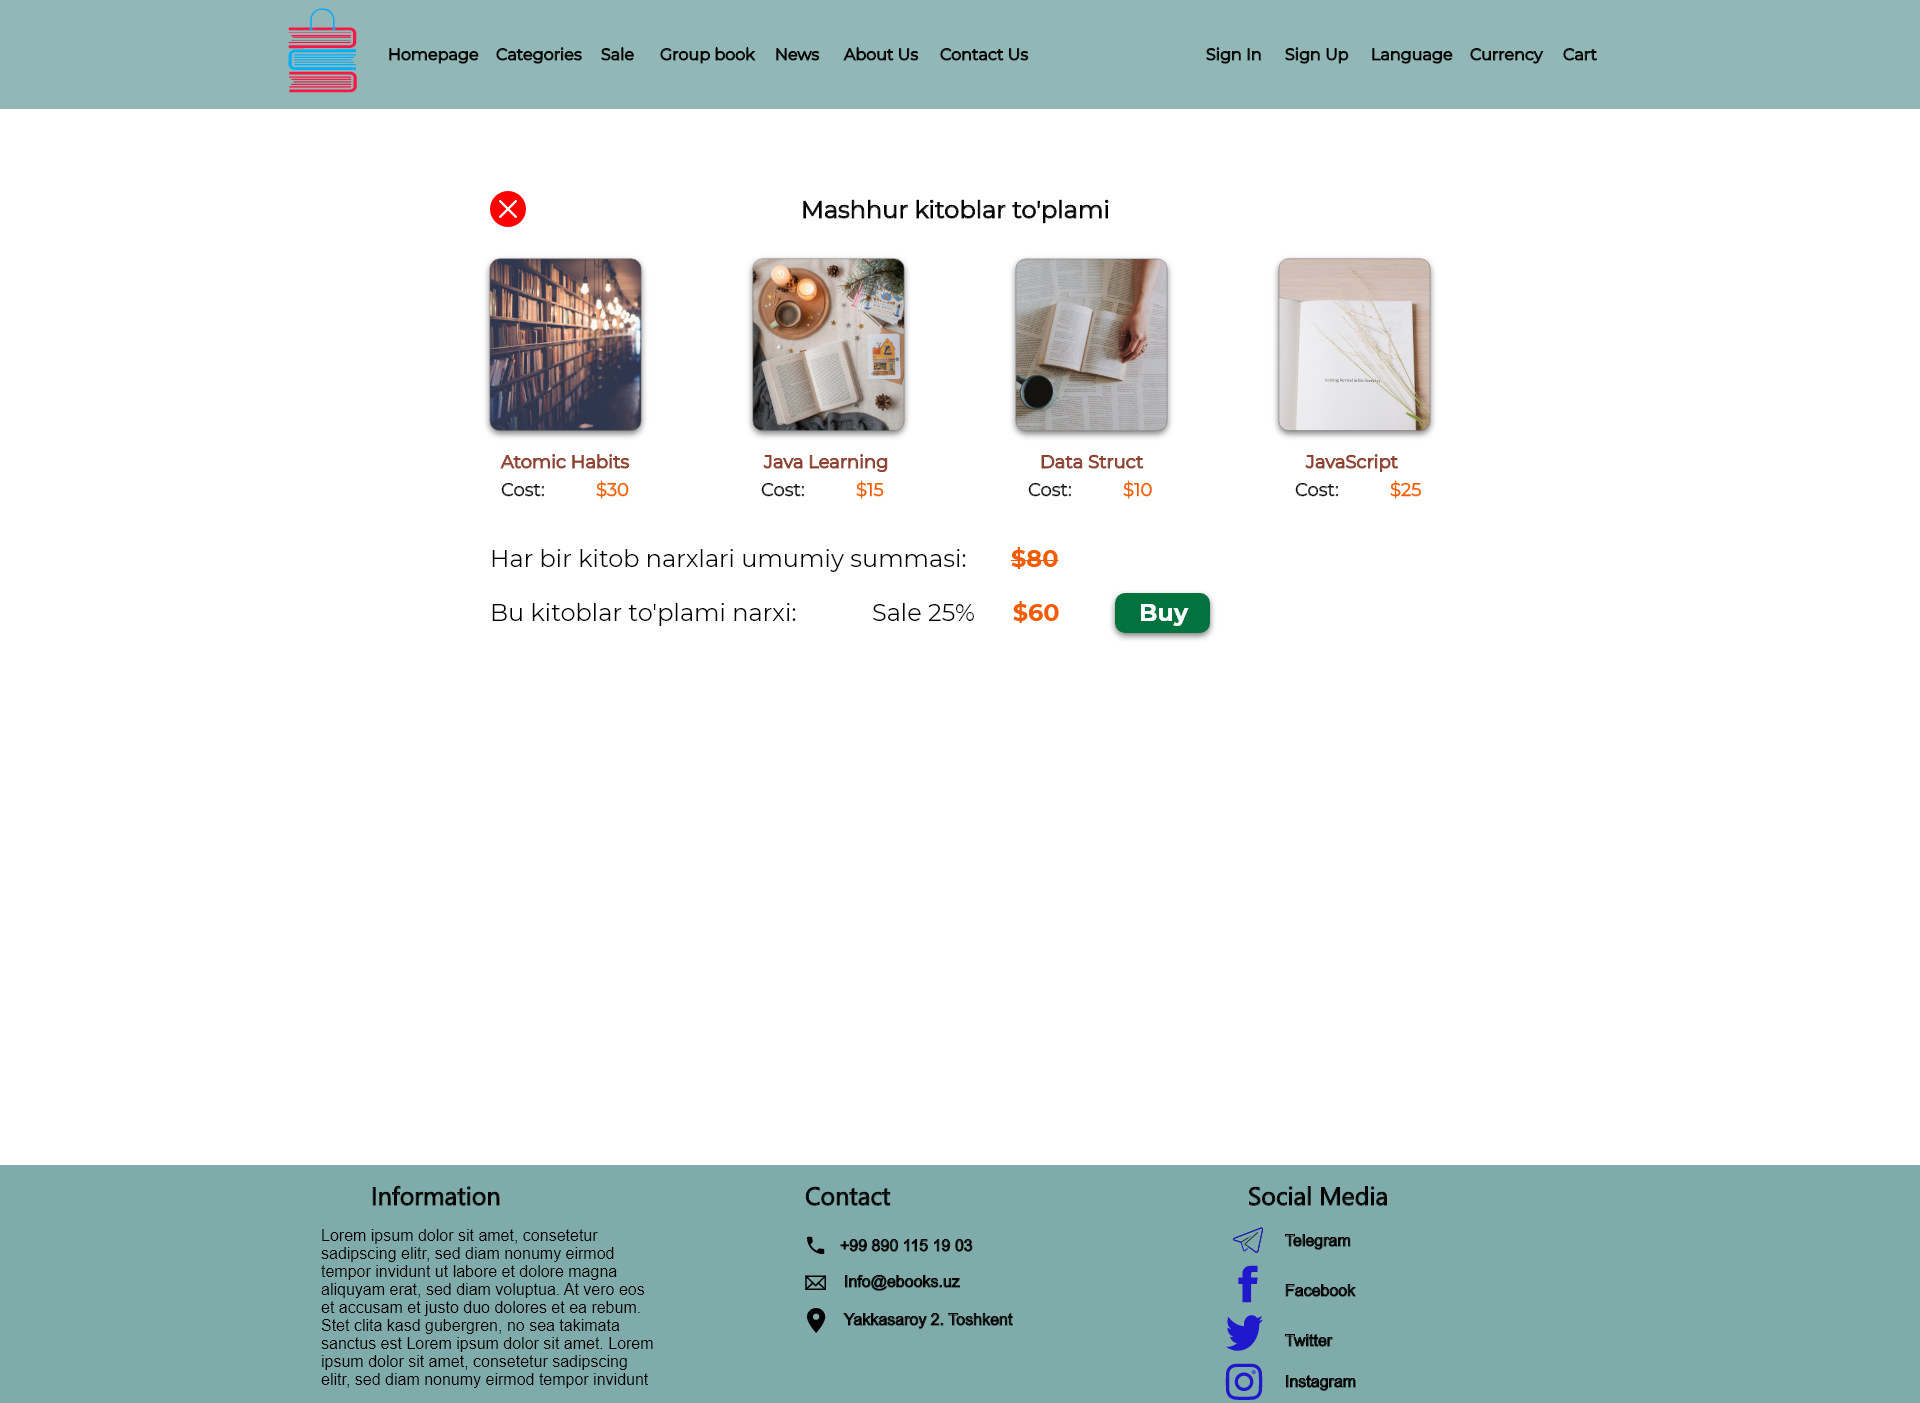 Homepage Categories Sale Group book News About Us Contact Us Sign In Sign Up Language Currency Cart
Mashhur kitoblar to'plami
Atomic Habits Java Learning Data Struct JavaScript
Cost: $30 Cost: $15 Cost: $10 Cost: $25
Har bir kitob narxlari umumiy summasi: $80
Bu kitoblar to'plami narxi: Sale 25% $60 Buy
Information
Lorem ipsum dolor sit amet, consetetur
sadipscing elitr, sed diam nonumy eirmod
tempor invidunt ut labore et dolore magna
aliquyam erat, sed diam voluptua. At vero eos
et accusam et justo duo dolores et ea rebum.
Stet clita kasd gubergren, no sea takimata
sanctus est Lorem ipsum dolor sit amet. Lorem
ipsum dolor sit amet, consetetur sadipscing
elitr, sed diam nonumy eirmod tempor invidunt
Contact
+99 890 115 19 03
Info@ebooks.uz
Yakkasaroy 2. Toshkent
Social Media
Telegram
Facebook
Twitter
Instagram